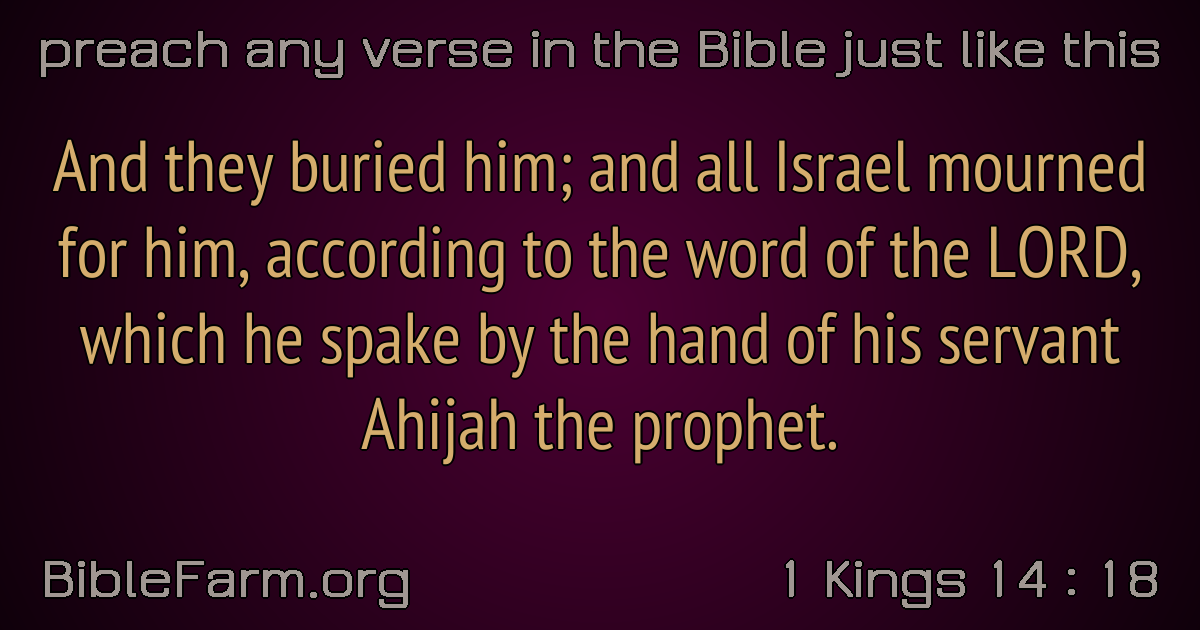 preach any verse in the Bible just like this
And they buried him; and all Israel mourned
for him, according to the word of the LORD,
which he spake by the hand of his servant
Ahijah the prophet.
BibleFarm.org
1 Kings 14 : 18